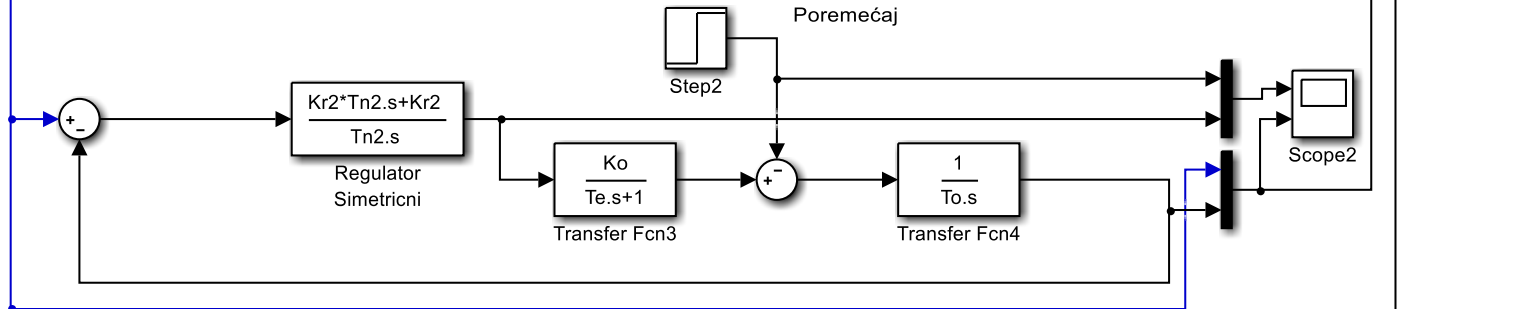 Poremećaj
Step2
Kr2*Tn2.s+Kr2
Tn2.s
Regulator
Simetricni
Ko
Te.s+1
Transfer Fcn3
1
To.s
Transfer Fcn4
Scope2